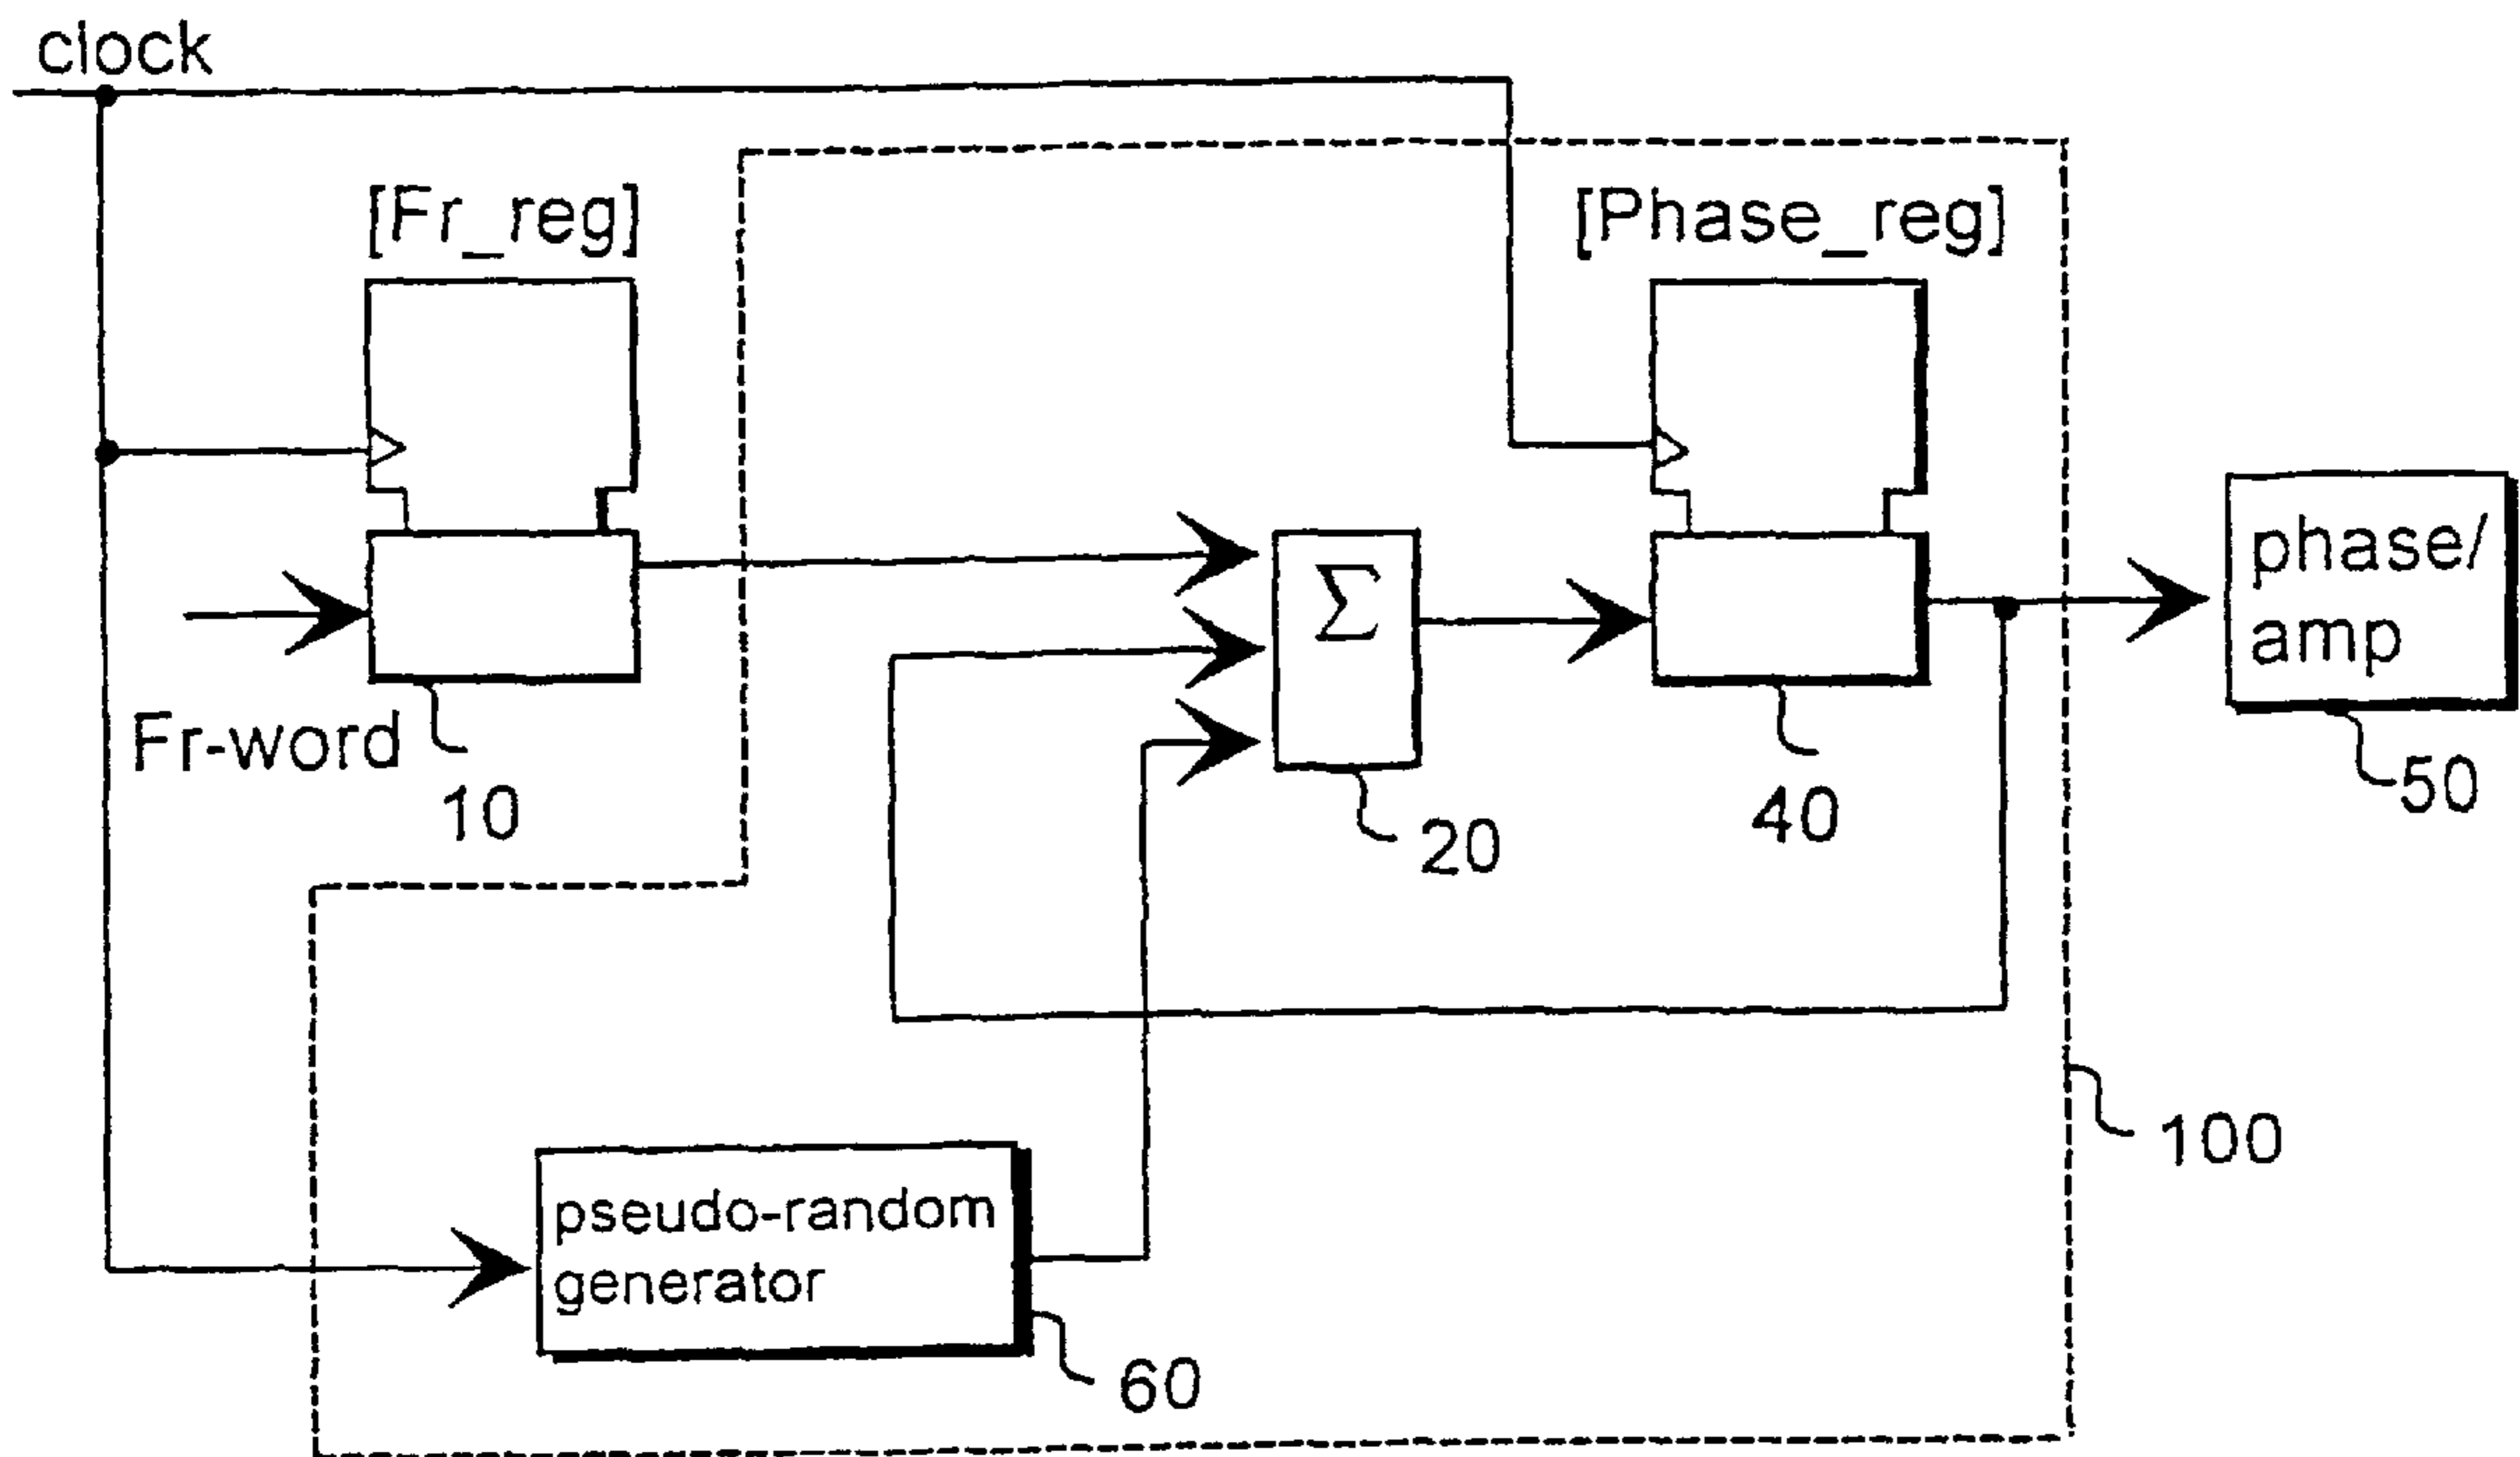 clock
[Fr_reg]
[Phase_reg]
Σ
phase/
amp
Fr-word
10
20
40
50
100
pseudo-random
generator
60